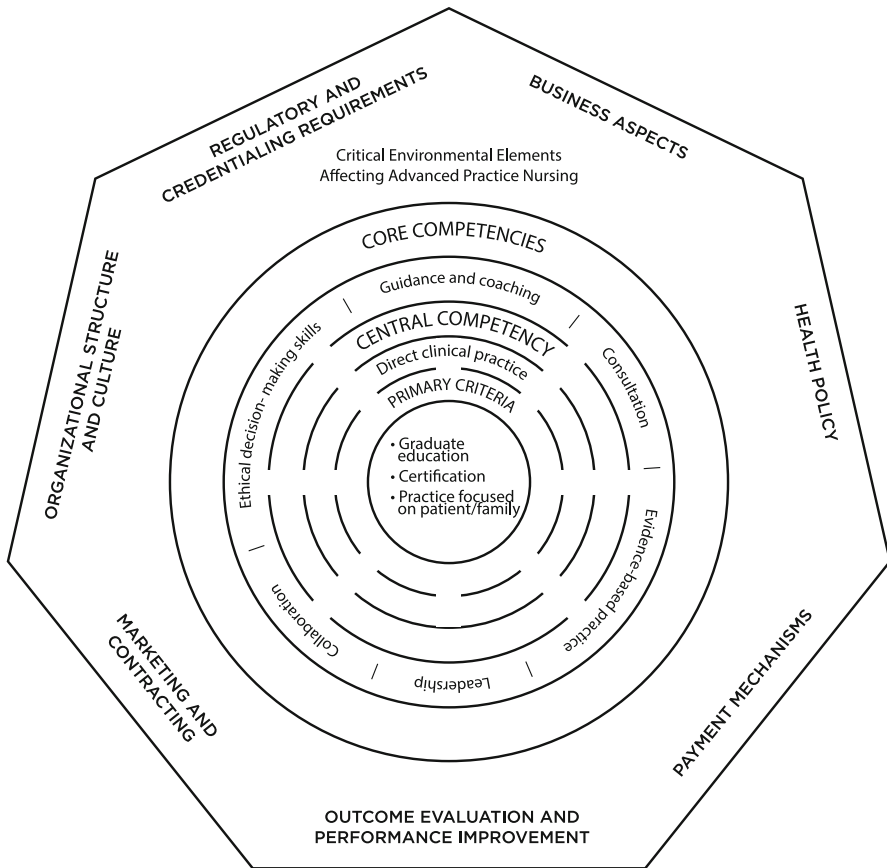 REGULATORY AND
CREDENTIALING REQUIREMENTS
BUSINESS ASPECTS
Critical Environmental Elements
Affecting Advanced Practice Nursing
ORGANIZATIONAL STRUCTURE
AND CULTURE
HEALTH POLICY
CORE COMPETENCIES
Guidance and coaching
Ethical decision- making skills
Consultation
CENTRAL COMPETENCY
Direct clinical practice
PRIMARY CRITERIA
• Graduate
education
• Certification
• Practice focused
on patient/family
Evidence-based practice
Collaboration
Leadership
MARKETING AND
CONTRACTING
PAYMENT MECHANISMS
OUTCOME EVALUATION AND
PERFORMANCE IMPROVEMENT